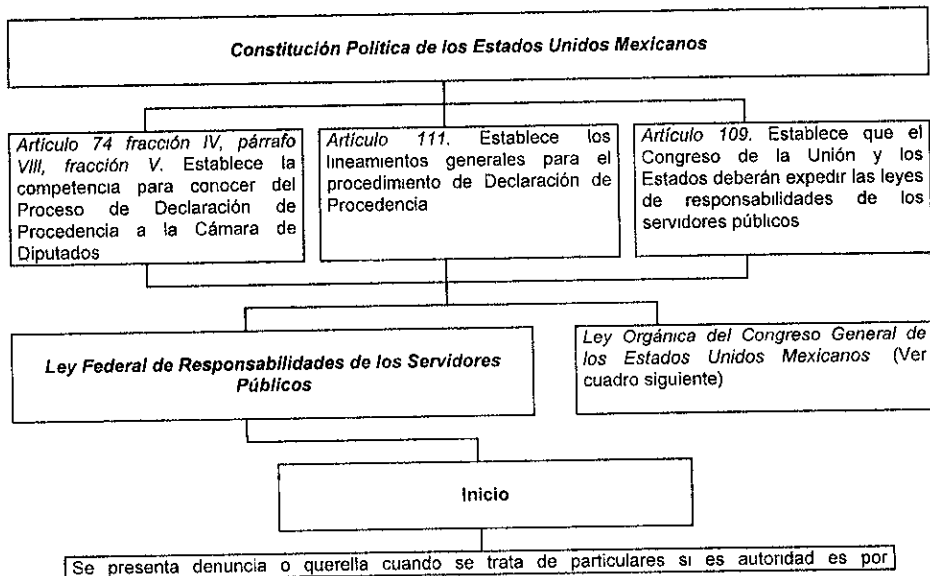 Constitución Política de los Estados Unidos Mexicanos
Artículo 74 fracción IV, párrafo
VIII, fracción V. Establece la
competencia para conocer del
Proceso de Declaración de
Procedencia a la Cámara de
Diputados
Artículo 111. Establece los
lineamientos generales para el
procedimiento de Declaración de
Procedencia
Artículo 109. Establece que el
Congreso de la Unión y los
Estados deberán expedir las leyes
de responsabilidades de los
servidores públicos
Ley Federal de Responsabilidades de los Servidores
Públicos
Ley Orgánica del Congreso General de
los Estados Unidos Mexicanos (Ver
cuadro siguiente)
Inicio
Se presenta denuncia o querella cuando se trata de particulares si es autoridad es por